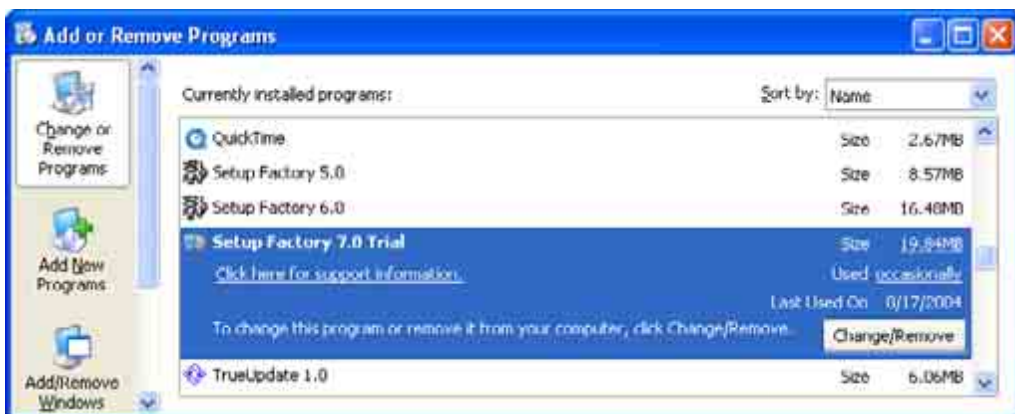 Add or Remove Programs
Change or
Remove
Programs
Add New
Programs
Add/Remove
Windows
Currently installed programs:
Sort by: Name
QuickTime Size 2.67MB
Setup Factory 5.0 Size 8.57MB
Setup Factory 6.0 Size 16.48MB
Setup Factory 7.0 Trial Size 19.84MB
Click here for support information. Used occasionally
Last Used On 8/17/2004
To change this program or remove it from your computer, click Change/Remove. Change/Remove
TrueUpdate 1.0 Size 6.06MB